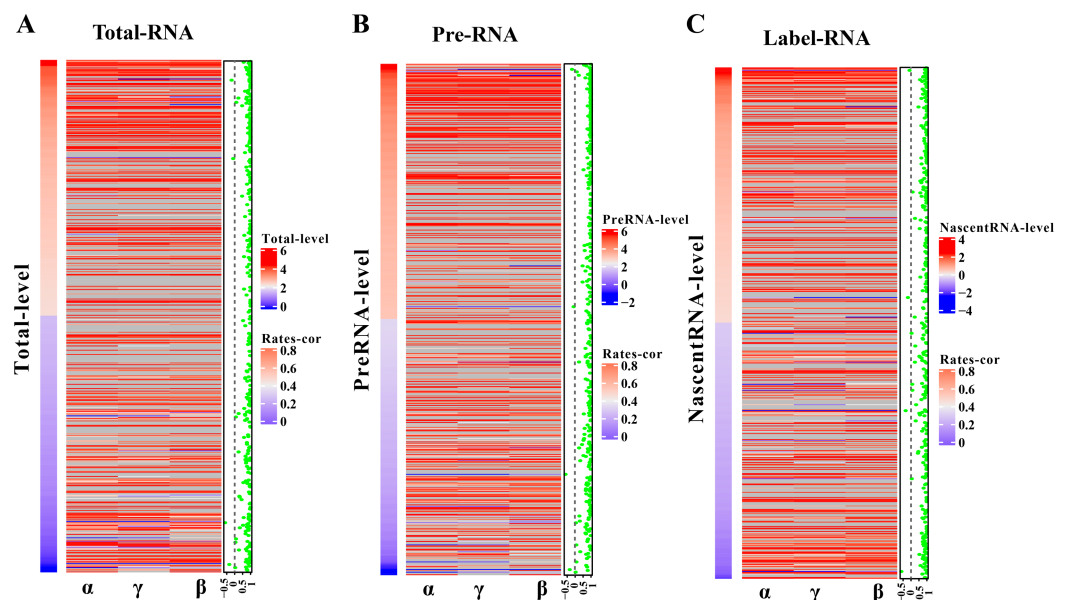 A
Total-RNA
Total-level
α γ β
−0.5 0 0.5 1
Total-level
6
4
2
0
Rates-cor
0.8
0.6
0.4
0.2
0
B
Pre-RNA
PreRNA-level
α γ β
−0.5 0 0.5 1
PreRNA-level
6
4
2
0
−2
Rates-cor
0.8
0.6
0.4
0.2
0
C
Label-RNA
NascentRNA-level
α γ β
−0.5 0 0.5 1
NascentRNA-level
4
2
0
−2
−4
Rates-cor
0.8
0.6
0.4
0.2
0